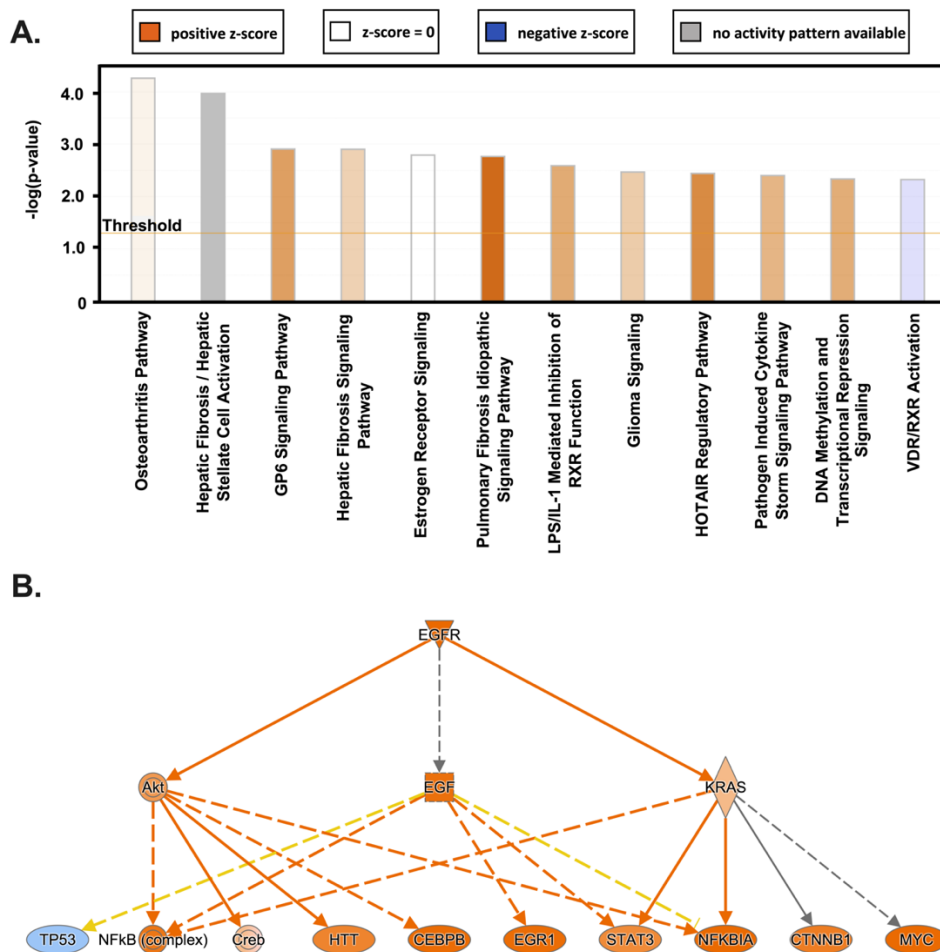 A.
positive z-score
z-score = 0
negative z-score
no activity pattern available
-log(p-value)
4.0
3.0
2.0
1.0
0
Threshold
Osteoarthritis Pathway
Hepatic Fibrosis / Hepatic
Stellate Cell Activation
GP6 Signaling Pathway
Hepatic Fibrosis Signaling
Pathway
Estrogen Receptor Signaling
Pulmonary Fibrosis Idiopathic
Signaling Pathway
LPS/IL-1 Mediated Inhibition of
RXR Function
Glioma Signaling
HOTAIR Regulatory Pathway
Pathogen Induced Cytokine
Storm Signaling Pathway
DNA Methylation and
Transcriptional Repression
Signaling
VDR/RXR Activation
B.
EGFR
Akt
EGF
KRAS
TP53
NFkB (complex)
Creb
HTT
CEBPB
EGR1
STAT3
NFKBIA
CTNNB1
MYC